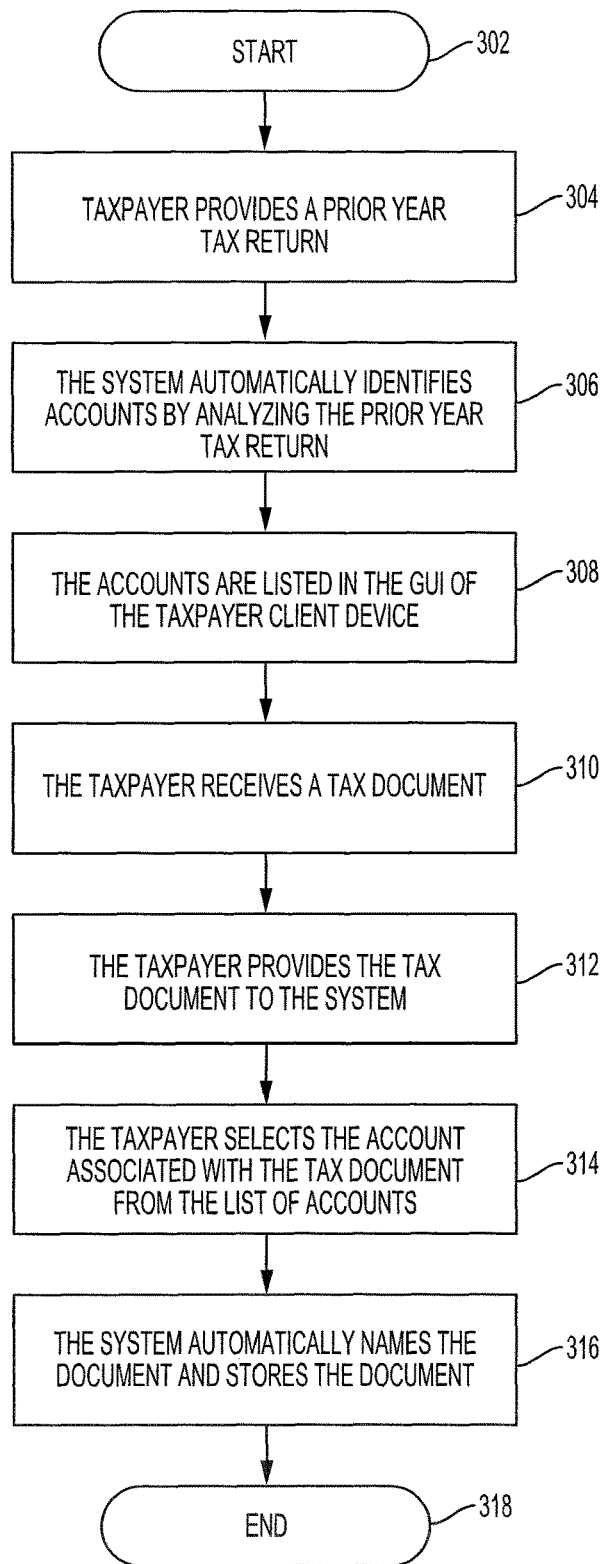 START
302
TAXPAYER PROVIDES A PRIOR YEAR
TAX RETURN
304
THE SYSTEM AUTOMATICALLY IDENTIFIES
ACCOUNTS BY ANALYZING THE PRIOR YEAR
TAX RETURN
306
THE ACCOUNTS ARE LISTED IN THE GUI OF
THE TAXPAYER CLIENT DEVICE
308
THE TAXPAYER RECEIVES A TAX DOCUMENT
310
THE TAXPAYER PROVIDES THE TAX
DOCUMENT TO THE SYSTEM
312
THE TAXPAYER SELECTS THE ACCOUNT
ASSOCIATED WITH THE TAX DOCUMENT
FROM THE LIST OF ACCOUNTS
314
THE SYSTEM AUTOMATICALLY NAMES THE
DOCUMENT AND STORES THE DOCUMENT
316
END
318